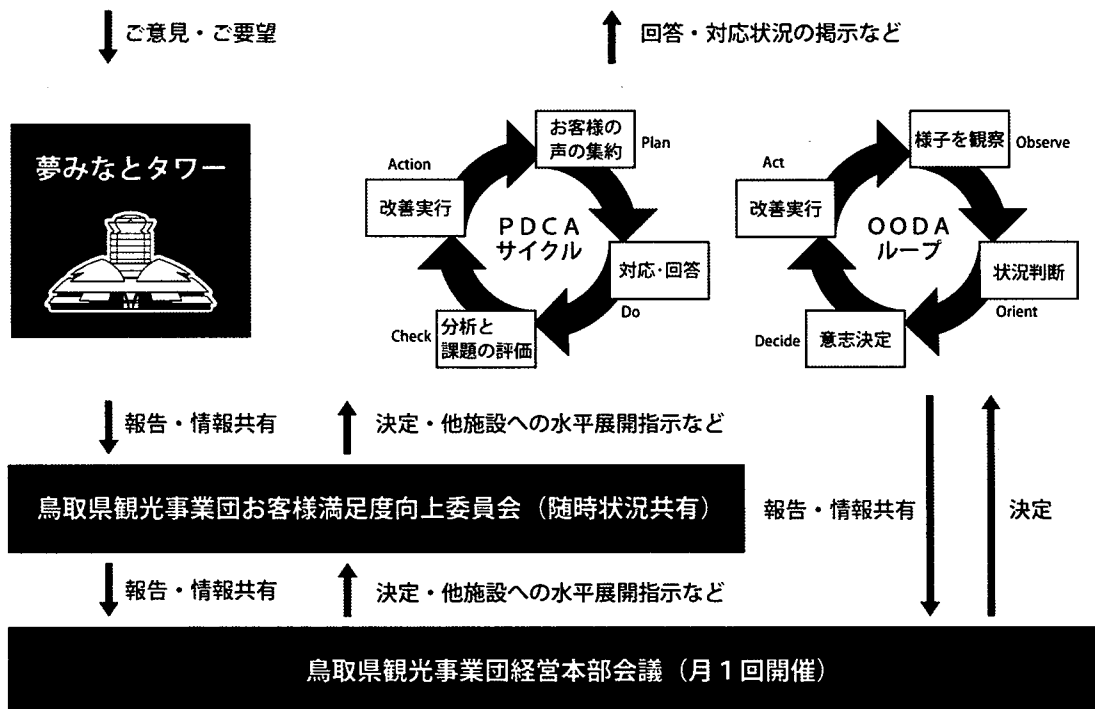 ご意見・ご要望
回答・対応状況の掲示など
夢みなとタワー
お客様の
声の集約
Plan
Action
改善実行
PDCA
サイクル
対応・回答
Do
Check
分析と
課題の評価
様子を観察
Observe
Act
改善実行
OODA
ループ
状況判断
Orient
Decide
意志決定
報告・情報共有
決定・他施設への水平展開指示など
鳥取県観光事業団お客様満足度向上委員会（随時状況共有）
報告・情報共有
決定
報告・情報共有
決定・他施設への水平展開指示など
鳥取県観光事業団経営本部会議（月１回開催）